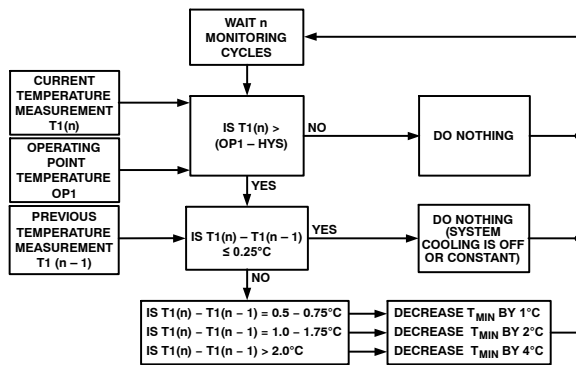 WAIT n
MONITORING
CYCLES
CURRENT
TEMPERATURE
MEASUREMENT
T1(n)
IS T1(n) >
(OP1 – HYS)
NO
DO NOTHING
OPERATING
POINT
TEMPERATURE
OP1
YES
PREVIOUS
TEMPERATURE
MEASUREMENT
T1 (n – 1)
IS T1(n) – T1(n – 1)
≤ 0.25°C
YES
DO NOTHING
(SYSTEM
COOLING IS OFF
OR CONSTANT)
NO
IS T1(n) – T1(n – 1) = 0.5 – 0.75°C
IS T1(n) – T1(n – 1) = 1.0 – 1.75°C
IS T1(n) – T1(n – 1) > 2.0°C
DECREASE TMIN BY 1°C
DECREASE TMIN BY 2°C
DECREASE TMIN BY 4°C